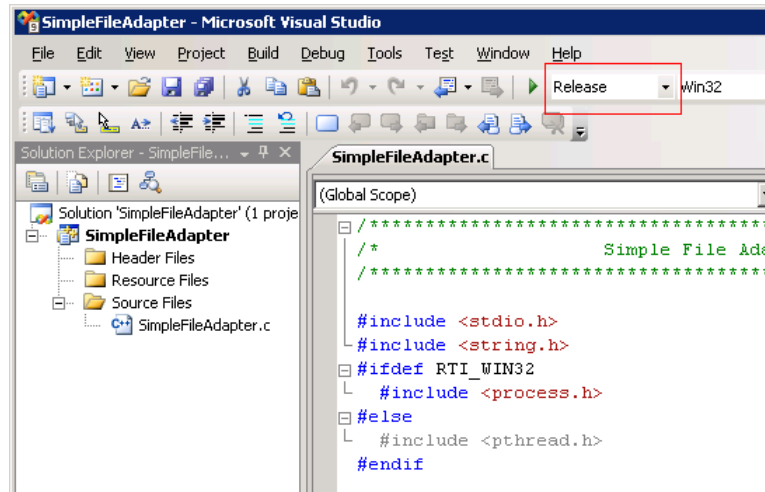 SimpleFileAdapter - Microsoft Visual Studio
File Edit View Project Build Debug Tools Test Window Help
Release Win32
Solution Explorer - SimpleFile...
SimpleFileAdapter.c
(Global Scope)
Solution 'SimpleFileAdapter' (1 proje
SimpleFileAdapter
Header Files
Resource Files
Source Files
SimpleFileAdapter.c
/************************************
/* Simple File Ada
/************************************
#include <stdio.h>
#include <string.h>
#ifdef RTI_WIN32
#include <process.h>
#else
#include <pthread.h>
#endif